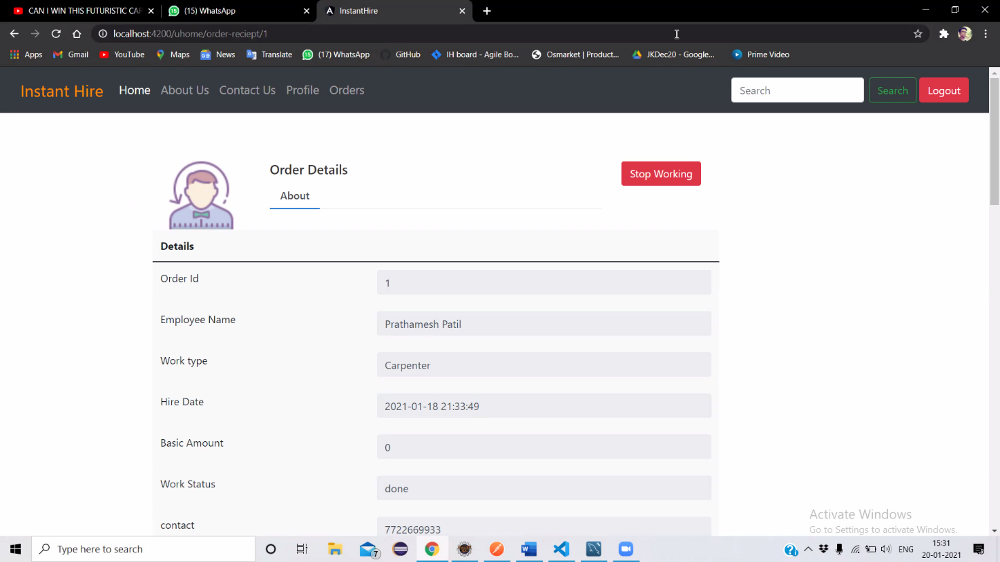 CAN I WIN THIS FUTURISTIC CAR
(15) WhatsApp
InstantHire
localhost:4200/uhome/order-reciept/1
Apps
Gmail
YouTube
Maps
News
Translate
(17) WhatsApp
GitHub
IH board - Agile Bo...
Osmarket | Product...
JKDec20 - Google...
Prime Video
Instant Hire
Home
About Us
Contact Us
Profile
Orders
Search
Search
Logout
Order Details
Stop Working
About
Details
Order Id
1
Employee Name
Prathamesh Patil
Work type
Carpenter
Hire Date
2021-01-18 21:33:49
Basic Amount
0
Work Status
done
contact
7722669933
Activate Windows
Go to Settings to activate Windows.
Type here to search
7
ENG
15:31
20-01-2021